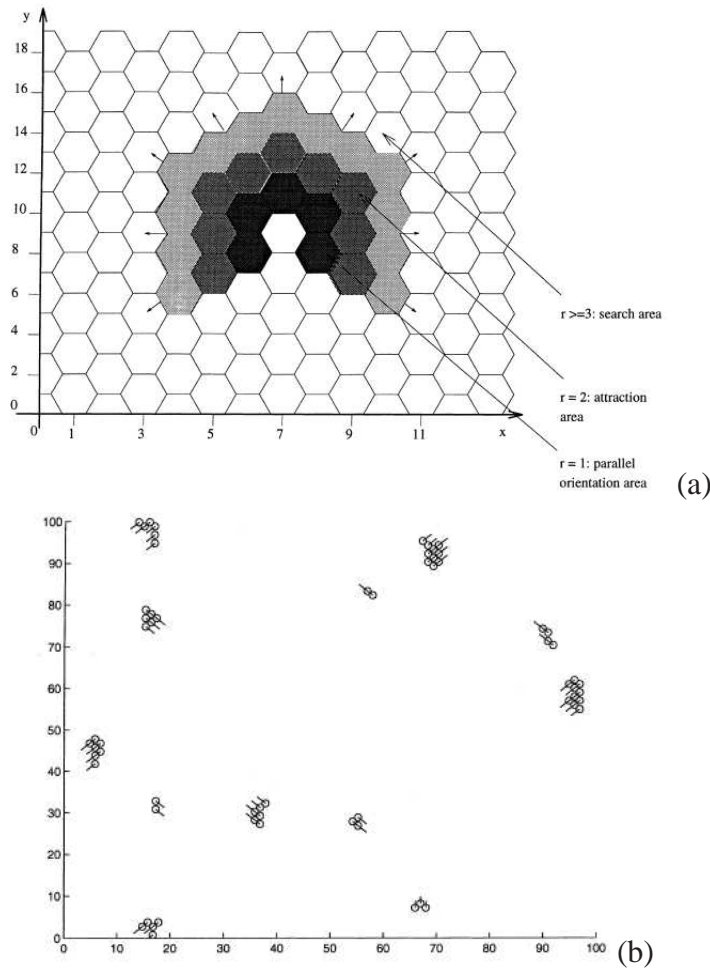 y
18
16
14
12
10
8
6
4
2
0
0 1 3 5 7 9 11 x
r >=3: search area
r = 2: attraction
area
r = 1: parallel
orientation area
(a)
100
90
80
70
60
50
40
30
20
10
0
0 10 20 30 40 50 60 70 80 90 100
(b)